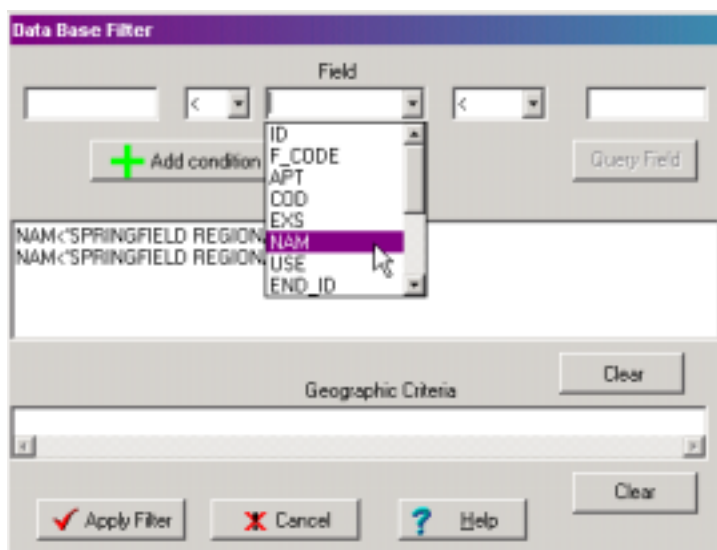 Data Base Filter
Field
< <
ID
Add condition F_CODE Query Field
APT
COD
EXS
NAM<"SPRINGFIELD REGION NAM
NAM<"SPRINGFIELD REGION USE
END_ID
Clear
Geographic Criteria
Clear
Apply Filter Cancel Help